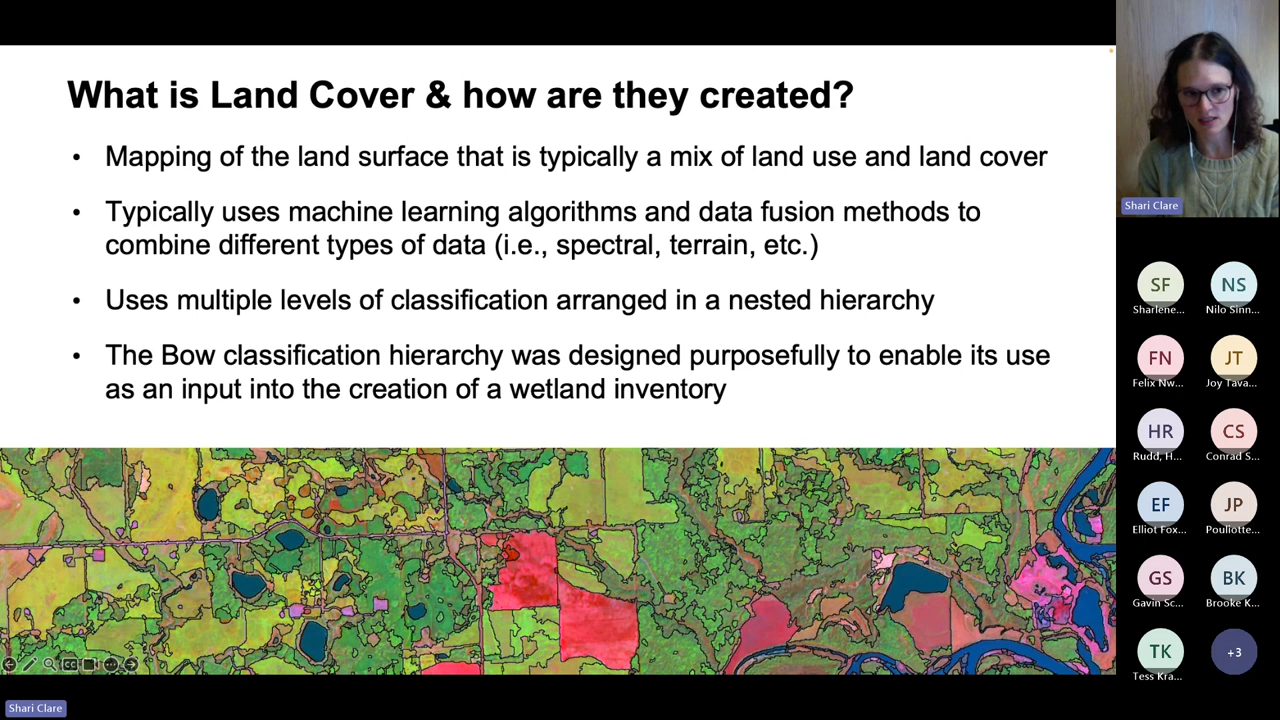 What is Land Cover & how are they created?
• Mapping of the land surface that is typically a mix of land use and land cover
• Typically uses machine learning algorithms and data fusion methods to
combine different types of data (i.e., spectral, terrain, etc.)
• Uses multiple levels of classification arranged in a nested hierarchy
• The Bow classification hierarchy was designed purposefully to enable its use
as an input into the creation of a wetland inventory
CC
Shari Clare
SF
Sharlene...
NS
Nilo Sinn...
FN
Felix Nw...
JT
Joy Tava...
HR
Rudd, H...
CS
Conrad S...
EF
Elliot Fox...
JP
Pouliotte...
GS
Gavin Sc...
BK
Brooke K...
TK
Tess Kra...
+3
Shari Clare